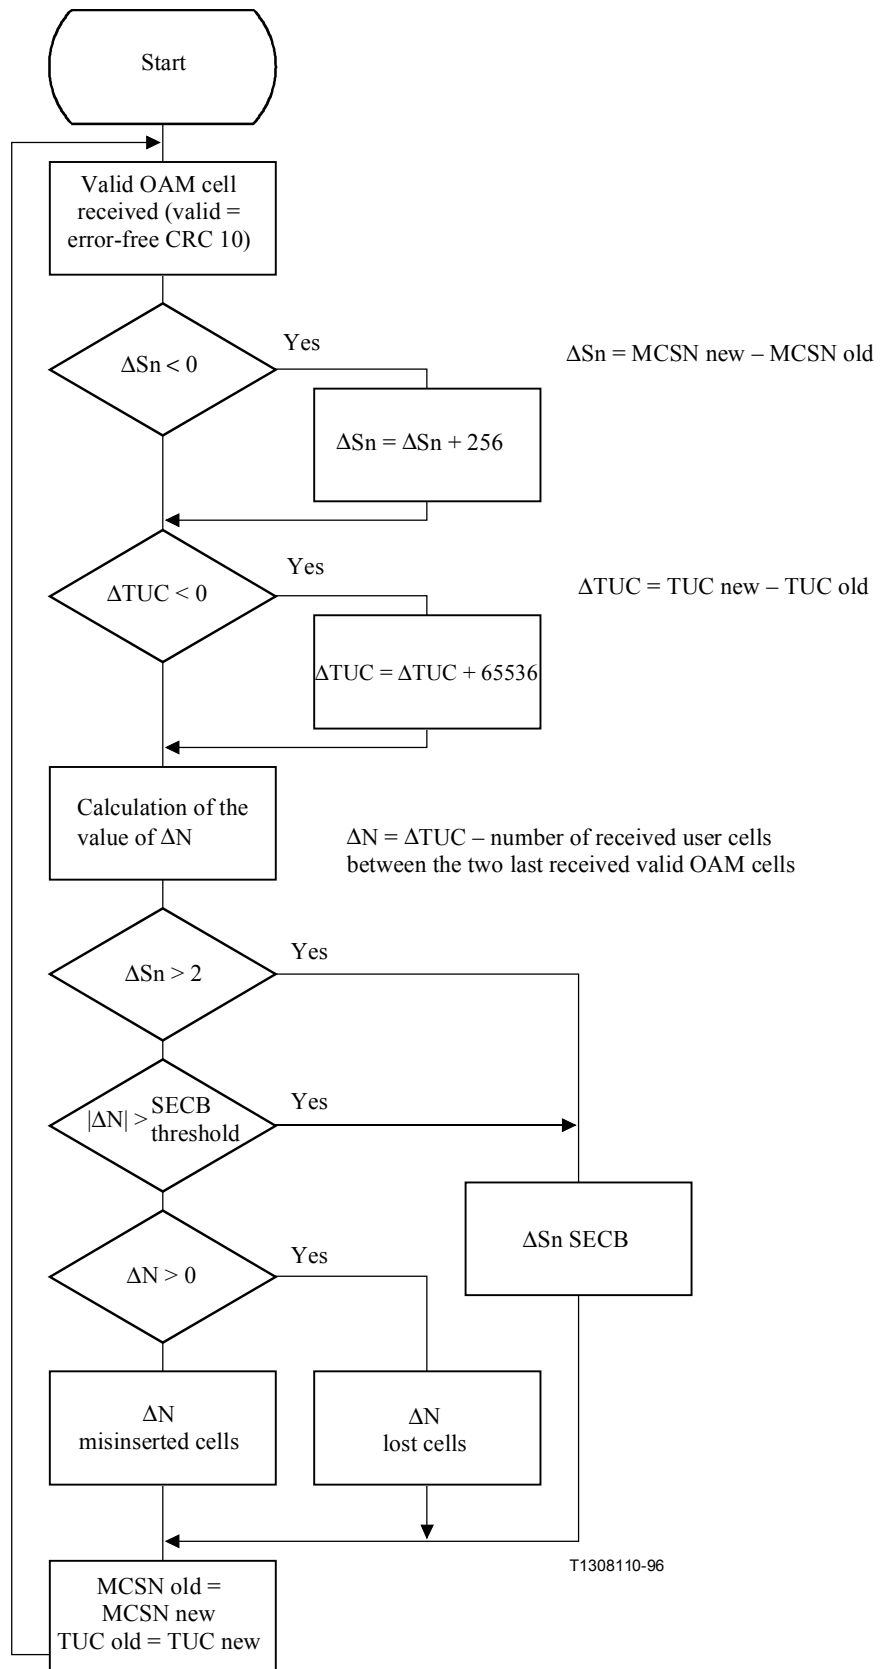 Start
Valid OAM cell
received (valid =
error-free CRC 10)
Yes
ΔSn < 0
ΔSn = MCSN new – MCSN old
ΔSn = ΔSn + 256
Yes
ΔTUC < 0
ΔTUC = TUC new – TUC old
ΔTUC = ΔTUC + 65536
Calculation of the
value of ΔN
ΔN = ΔTUC – number of received user cells
between the two last received valid OAM cells
Yes
ΔSn > 2
Yes
|ΔN| > SECB
threshold
ΔSn SECB
Yes
ΔN > 0
ΔN
misinserted cells
ΔN
lost cells
T1308110-96
MCSN old =
MCSN new
TUC old = TUC new